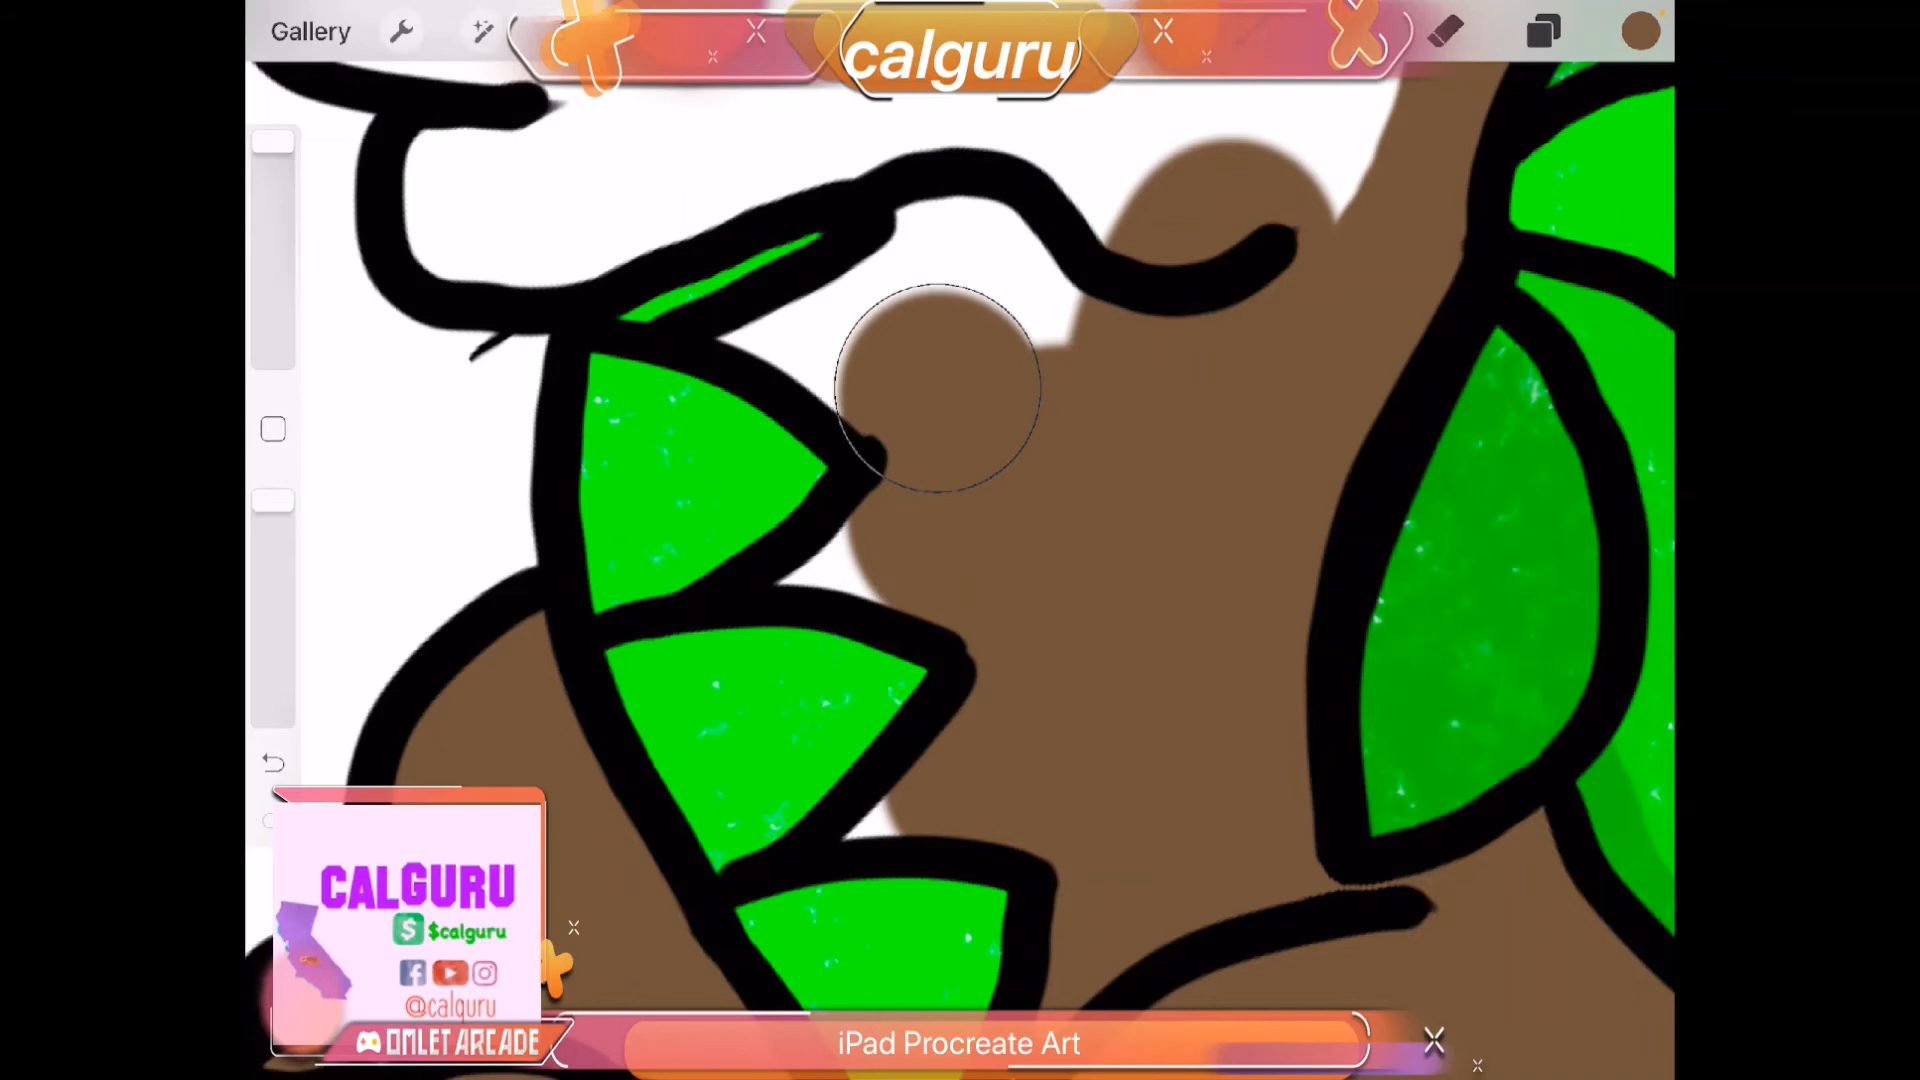 Gallery
calguru
CALGURU
$ $calguru
@calguru
OMLET ARCADE
iPad Procreate Art